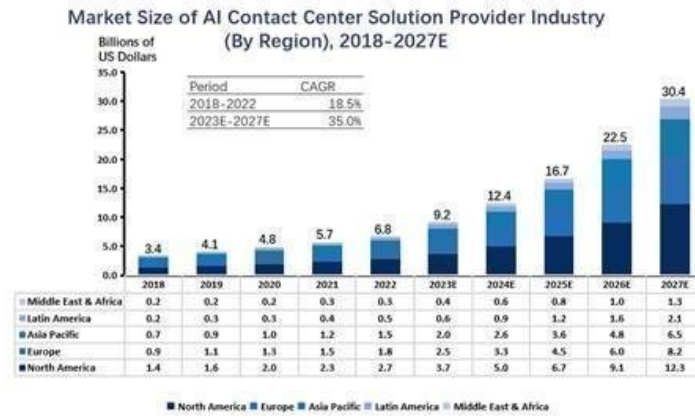 Market Size of AI Contact Center Solution Provider Industry
(By Region), 2018-2027E
Billions of
US Dollars
Period CAGR
2018-2022 18.5%
2023E-2027E 35.0%
35.0
30.0
25.0
20.0
15.0
10.0
5.0
0.0
3.4 4.1 4.8 5.7 6.8 9.2 12.4 16.7 22.5 30.4
2018 2019 2020 2021 2022 2023E 2024E 2025E 2026E 2027E
Middle East & Africa 0.2 0.2 0.2 0.3 0.3 0.4 0.6 0.8 1.0 1.3
Latin America 0.2 0.3 0.3 0.4 0.5 0.6 0.9 1.2 1.6 2.1
Asia Pacific 0.7 0.9 1.0 1.2 1.5 2.0 2.6 3.6 4.8 6.5
Europe 0.9 1.1 1.3 1.5 1.8 2.5 3.3 4.5 6.0 8.2
North America 1.4 1.6 2.0 2.3 2.7 3.7 5.0 6.7 9.1 12.3
North America Europe Asia Pacific Latin America Middle East & Africa